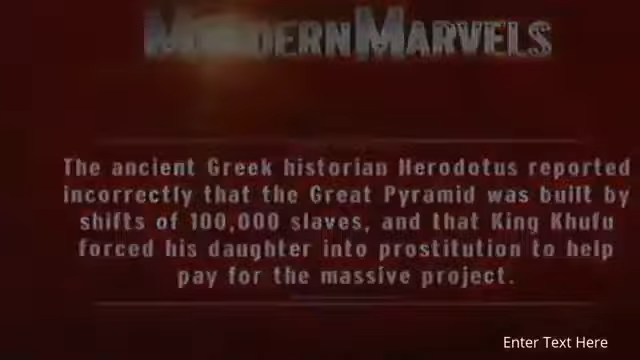 MODERN MARVELS
The ancient Greek historian Herodotus reported
incorrectly that the Great Pyramid was built by
shifts of 100,000 slaves, and that King Khufu
forced his daughter into prostitution to help
pay for the massive project.
Enter Text Here